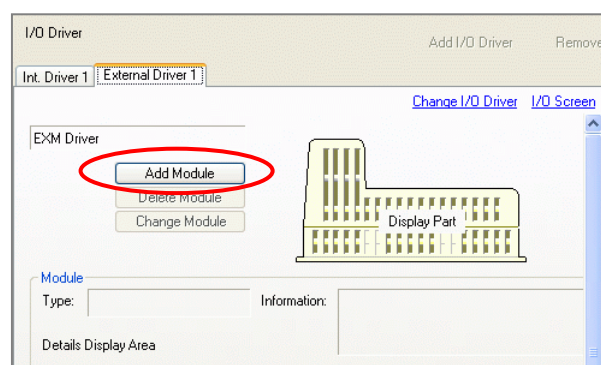 I/O Driver
Add I/O Driver Remove
Int. Driver 1 External Driver 1
Change I/O Driver I/O Screen
EXM Driver
Add Module
Delete Module
Change Module
Display Part
Module
Type: Information:
Details Display Area